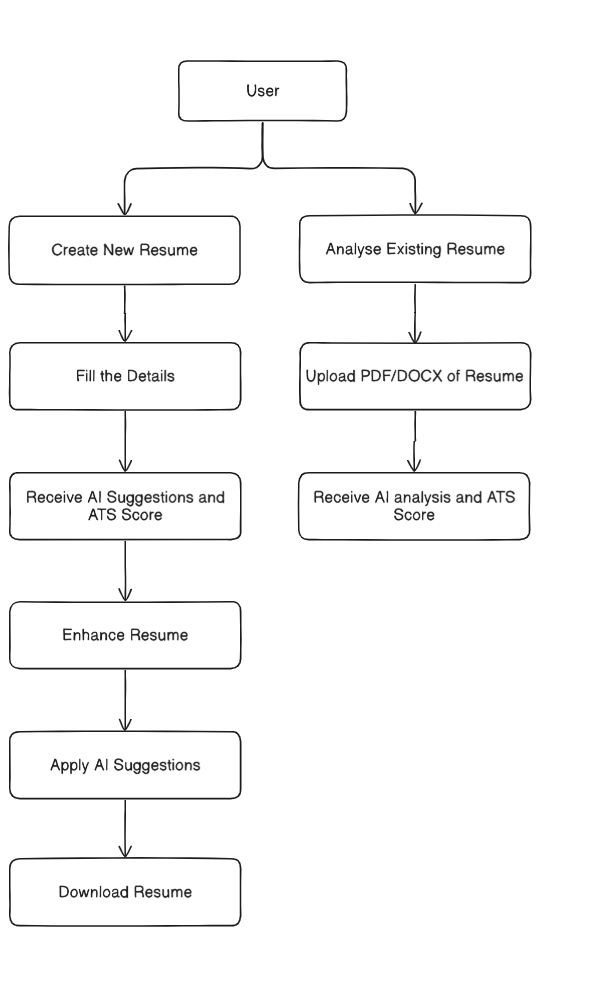 User
Create New Resume
Analyse Existing Resume
Fill the Details
Upload PDF/DOCX of Resume
Receive AI Suggestions and
ATS Score
Receive AI analysis and ATS
Score
Enhance Resume
Apply AI Suggestions
Download Resume